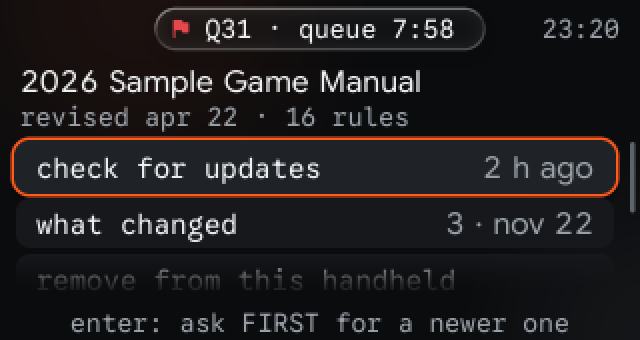 Q31 · queue 7:58
23:20
2026 Sample Game Manual
revised apr 22 · 16 rules
check for updates 2 h ago
what changed 3 · nov 22
remove from this handheld
enter: ask FIRST for a newer one